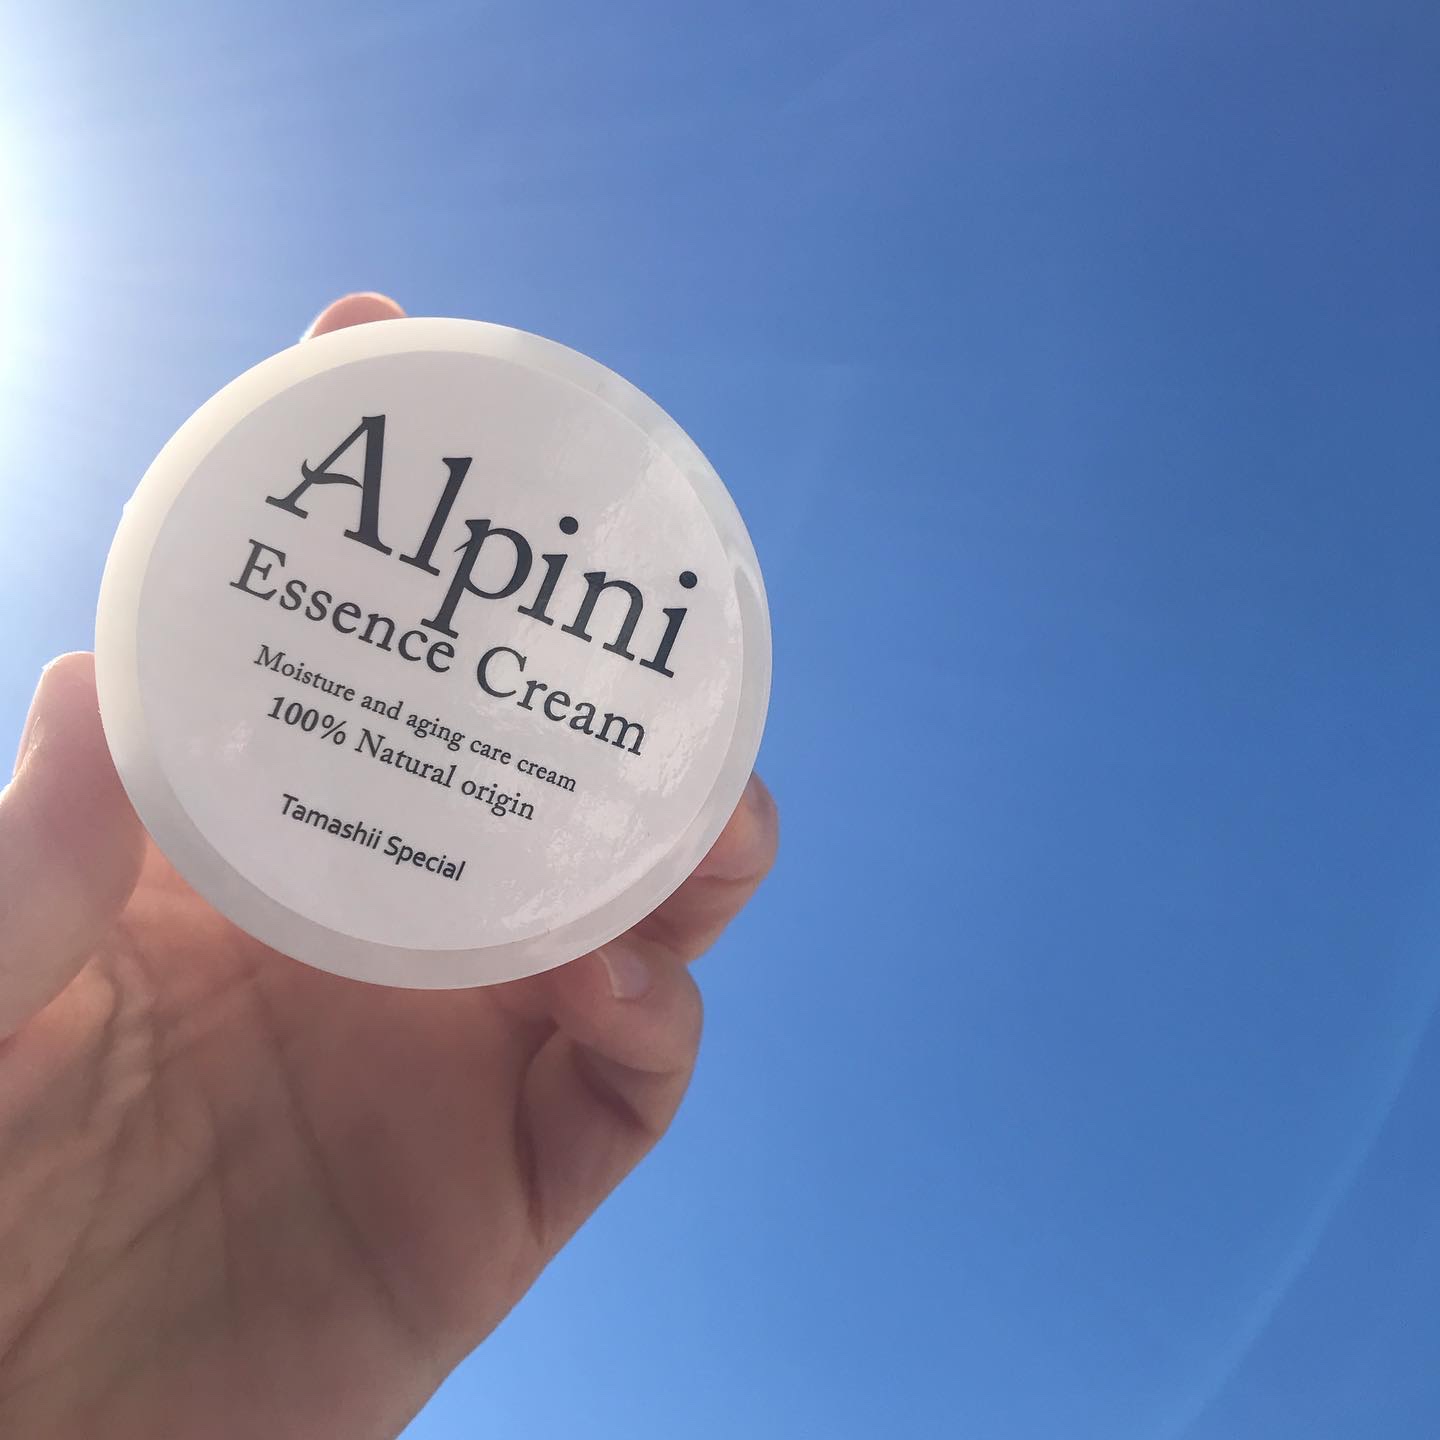 Alpini
Essence Cream
Moisture and aging care cream
100% Natural origin
Tamashii Special